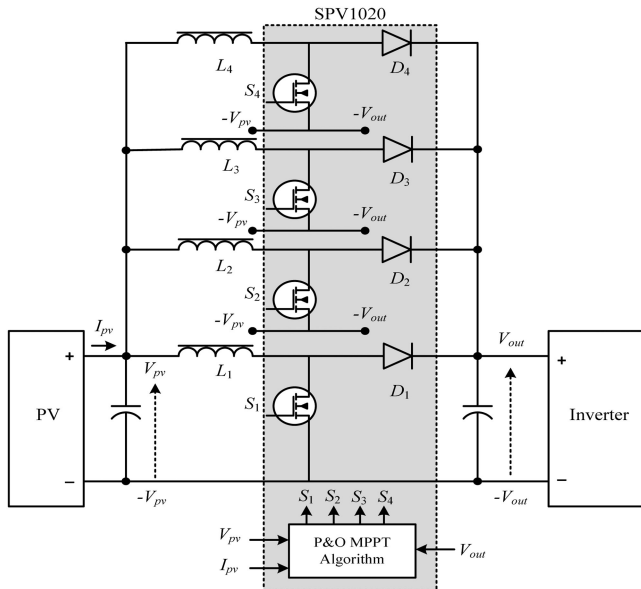 SPV1020
L4
D4
S4
-Vpv
-Vout
L3
D3
S3
-Vpv
-Vout
L2
D2
S2
-Vpv
-Vout
Ipv
Vout
+
Vpv
L1
D1
+
S1
PV
Inverter
−
−
-Vpv
-Vout
S1 S2 S3 S4
Vpv
P&O MPPT
Algorithm
Vout
Ipv